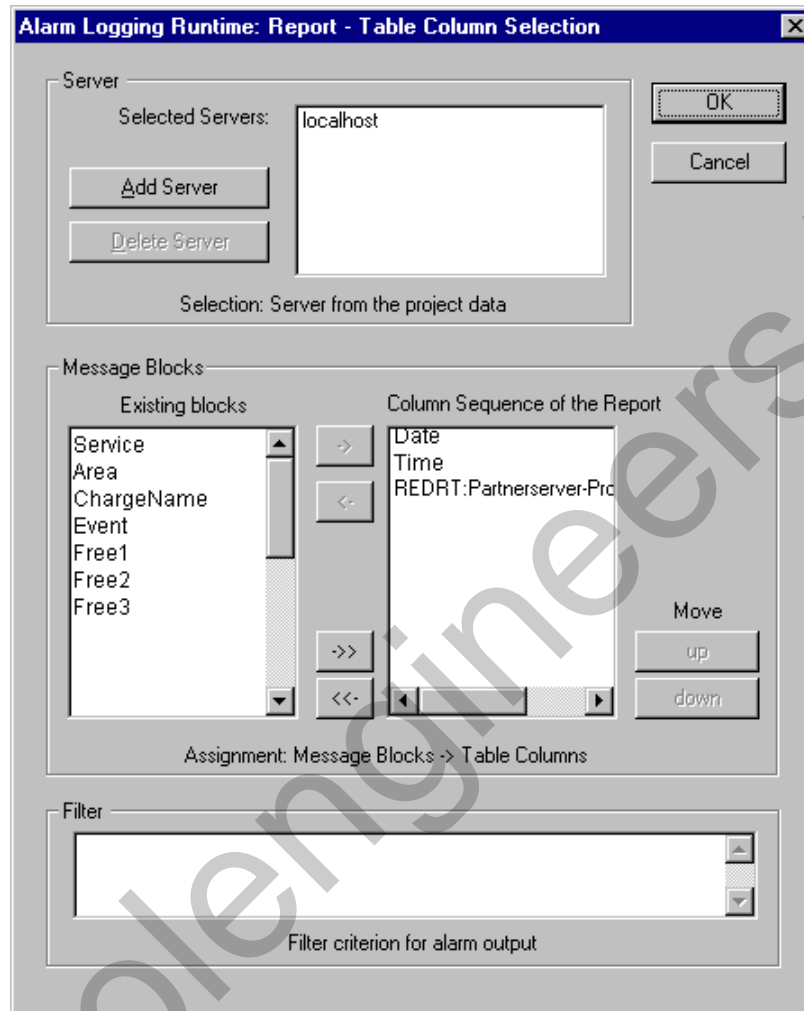 Alarm Logging Runtime: Report - Table Column Selection
Server
Selected Servers:
localhost
OK
Cancel
Add Server
Delete Server
Selection: Server from the project data
Message Blocks
Existing blocks
Column Sequence of the Report
Service
Area
ChargeName
Event
Free1
Free2
Free3
->
<-
->>
<<-
Date
Time
REDRT:Partnerserver-Pro
Move
up
down
Assignment: Message Blocks -> Table Columns
Filter
Filter criterion for alarm output
olengineers